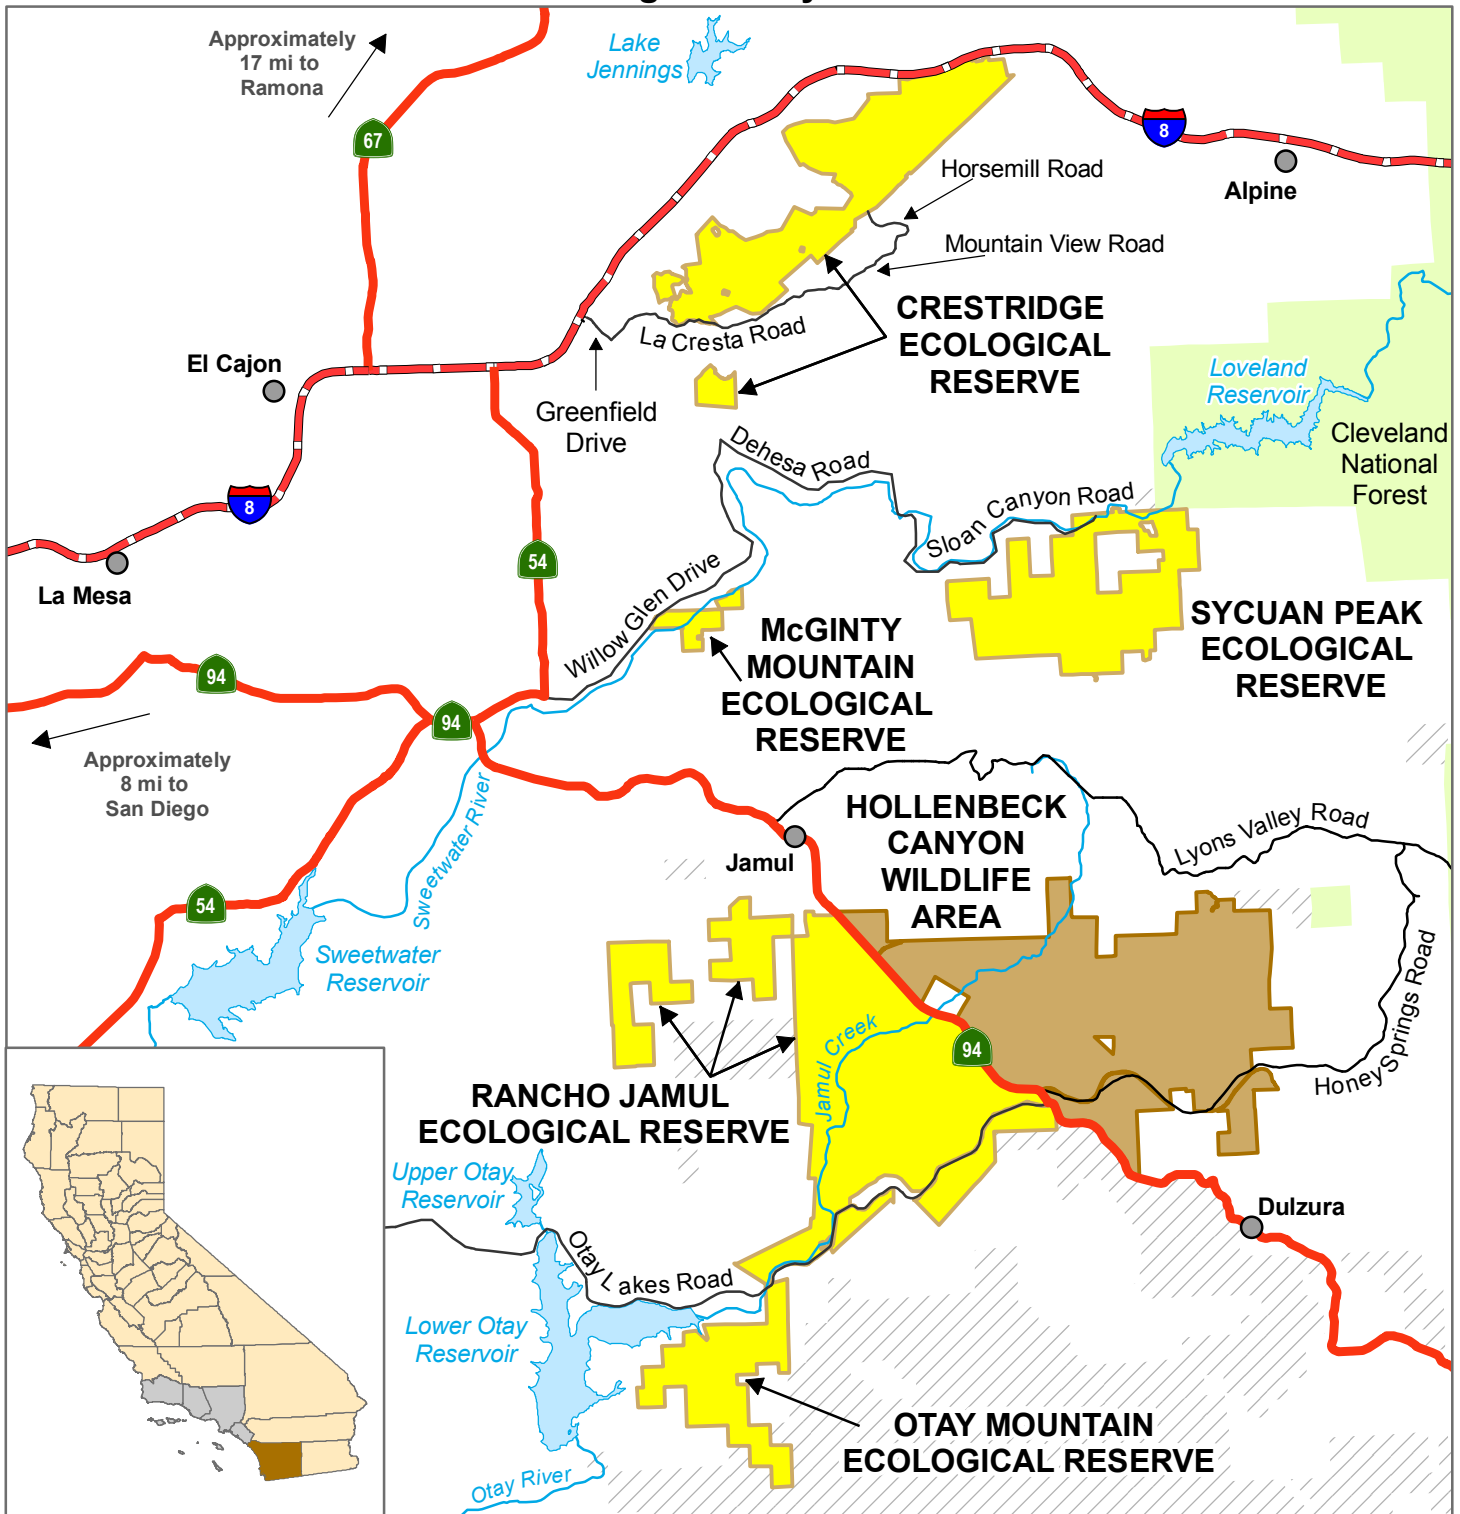 Approximately
17 mi to
Ramona
Lake
Jennings
67
8
Alpine
Horsemill Road
Mountain View Road
CRESTRIDGE
ECOLOGICAL
RESERVE
La Cresta Road
El Cajon
Greenfield
Drive
Loveland
Reservoir
Cleveland
National
Forest
Dehesa Road
Sloan Canyon Road
8
La Mesa
54
Willow Glen Drive
McGINTY
MOUNTAIN
ECOLOGICAL
RESERVE
SYCUAN PEAK
ECOLOGICAL
RESERVE
94
94
Approximately
8 mi to
San Diego
Sweetwater River
HOLLENBECK
CANYON
WILDLIFE
AREA
Lyons Valley Road
Jamul
54
Sweetwater
Reservoir
Honey Springs Road
Jamul Creek
94
RANCHO JAMUL
ECOLOGICAL RESERVE
Upper Otay
Reservoir
Dulzura
Otay Lakes Road
Lower Otay
Reservoir
OTAY MOUNTAIN
ECOLOGICAL RESERVE
Otay River